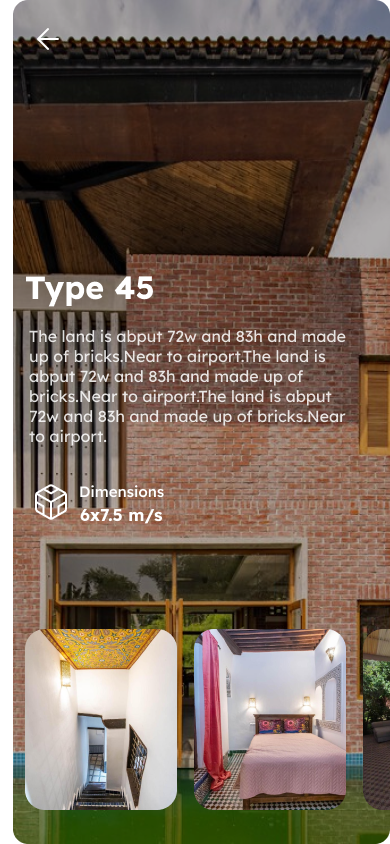 Type 45
The land is abput 72w and 83h and made
up of bricks.Near to airport.The land is
abput 72w and 83h and made up of
bricks.Near to airport.The land is abput
72w and 83h and made up of bricks.Near
to airport.
Dimensions
6x7.5 m/s